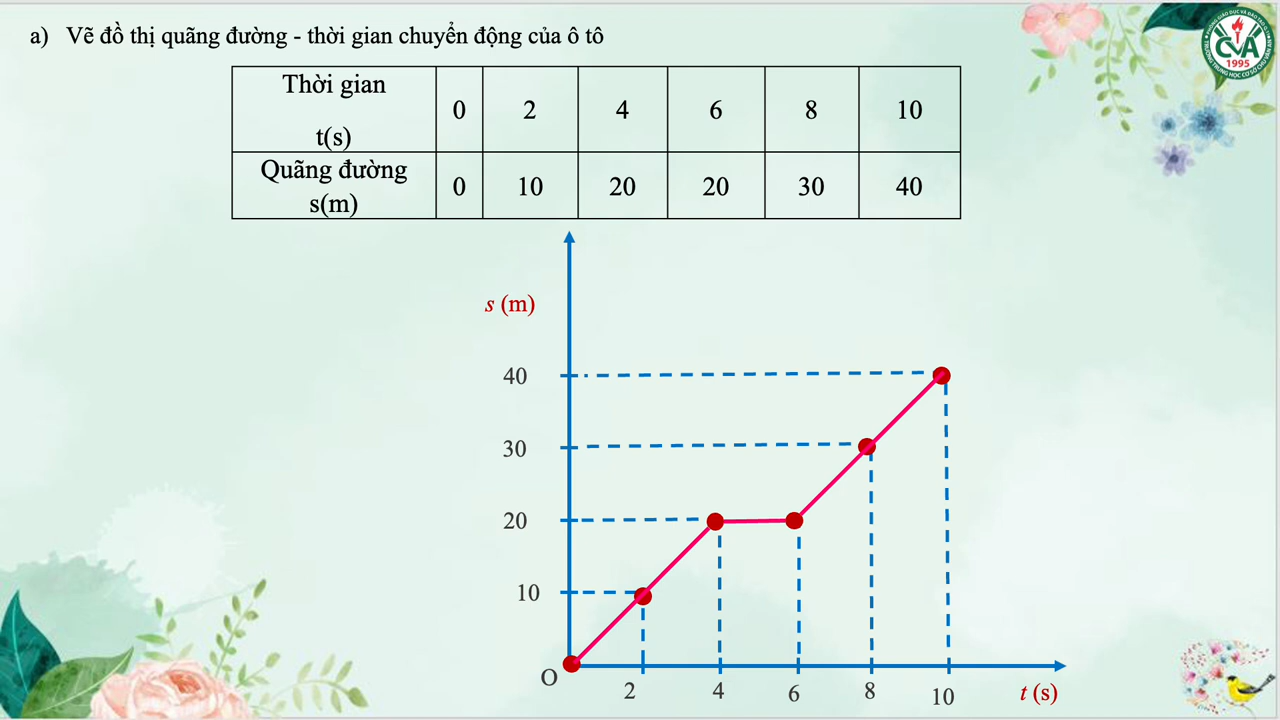 a) Vẽ đồ thị quãng đường - thời gian chuyển động của ô tô
Thời gian
t(s)
0 2 4 6 8 10
Quãng đường
s(m)
0 10 20 20 30 40
s (m)
40
30
20
10
O
2 4 6 8 10
t (s)
CVA
1995